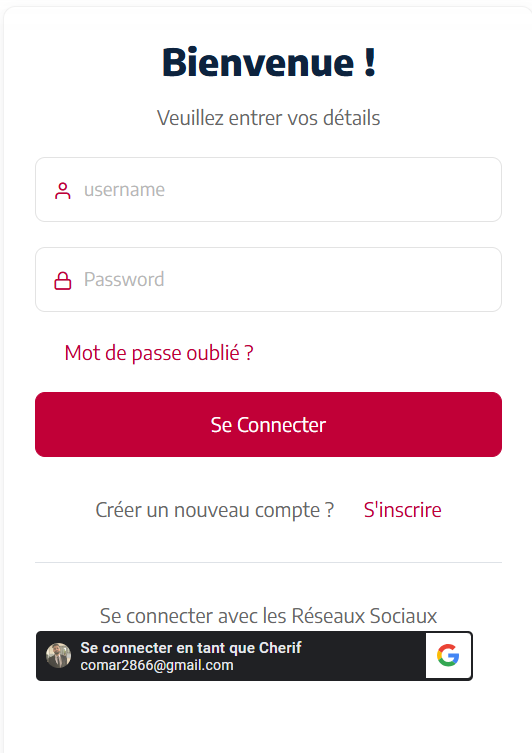 Bienvenue !
Veuillez entrer vos détails
username
Password
Mot de passe oublié ?
Se Connecter
Créer un nouveau compte ? S'inscrire
Se connecter avec les Réseaux Sociaux
Se connecter en tant que Cherif
comar2866@gmail.com